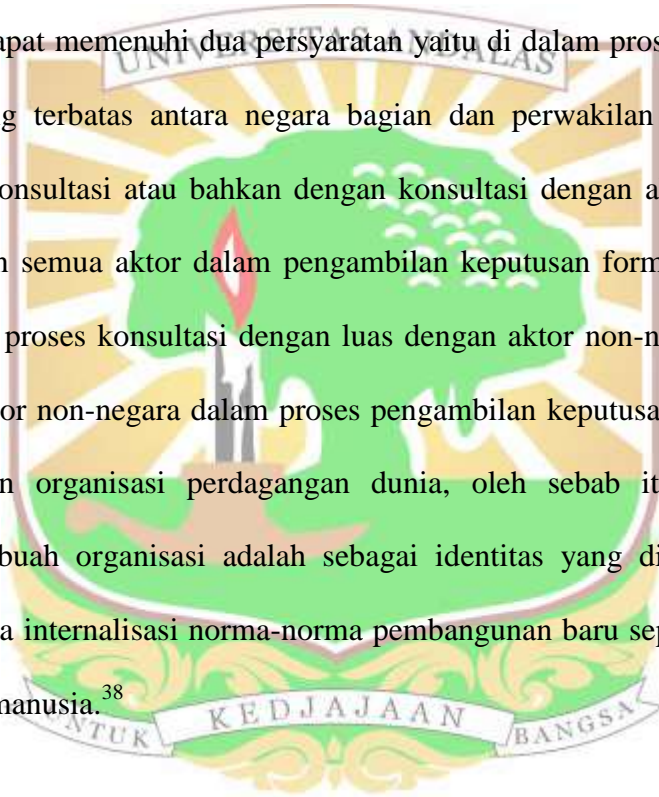 apat memenuhi dua persyaratan yaitu di dalam pros
UNIVERSITAS ANDALAS
g terbatas antara negara bagian dan perwakilan
onsultasi atau bahkan dengan konsultasi dengan a
n semua aktor dalam pengambilan keputusan form
proses konsultasi dengan luas dengan aktor non-n
or non-negara dalam proses pengambilan keputusa
n organisasi perdagangan dunia, oleh sebab it
buah organisasi adalah sebagai identitas yang di
a internalisasi norma-norma pembangunan baru sep
manusia.38
UNTUK KEDJAJAAN BANGSA